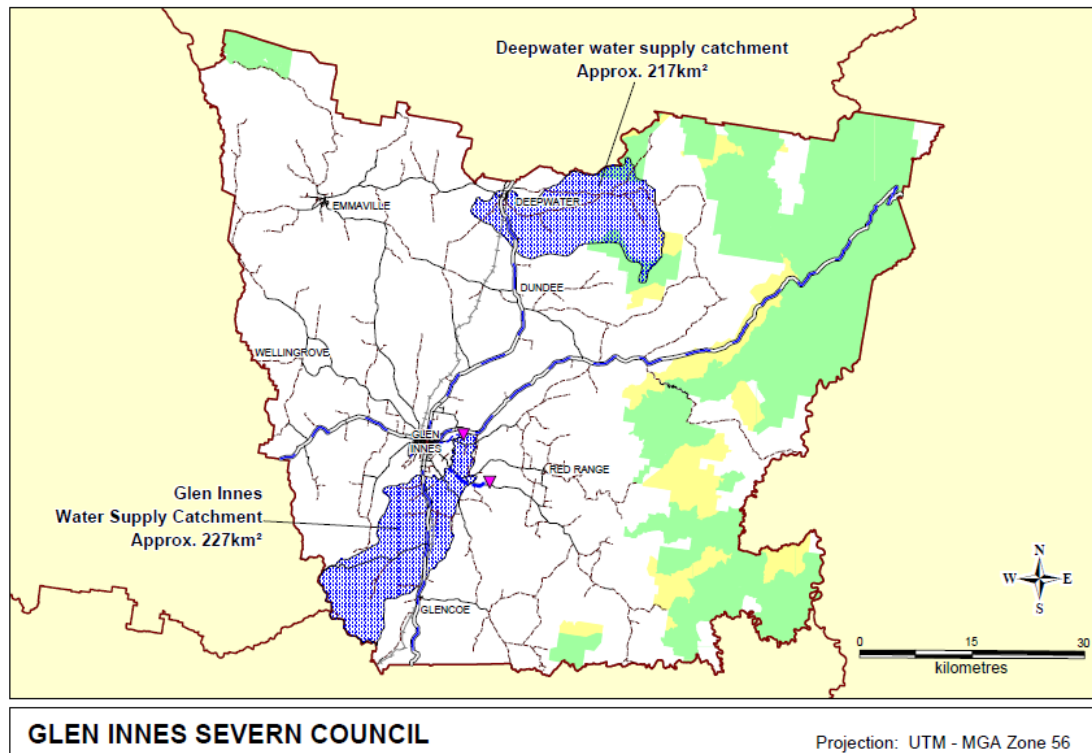 Deepwater water supply catchment
Approx. 217km²
EMMAVILLE
DEEPWATER
DUNDEE
WELLINGROVE
GLEN
INNES
RED RANGE
Glen Innes
Water Supply Catchment
Approx. 227km²
GLENCOE
N
W E
S
0 15 30
kilometres
GLEN INNES SEVERN COUNCIL
Projection: UTM - MGA Zone 56